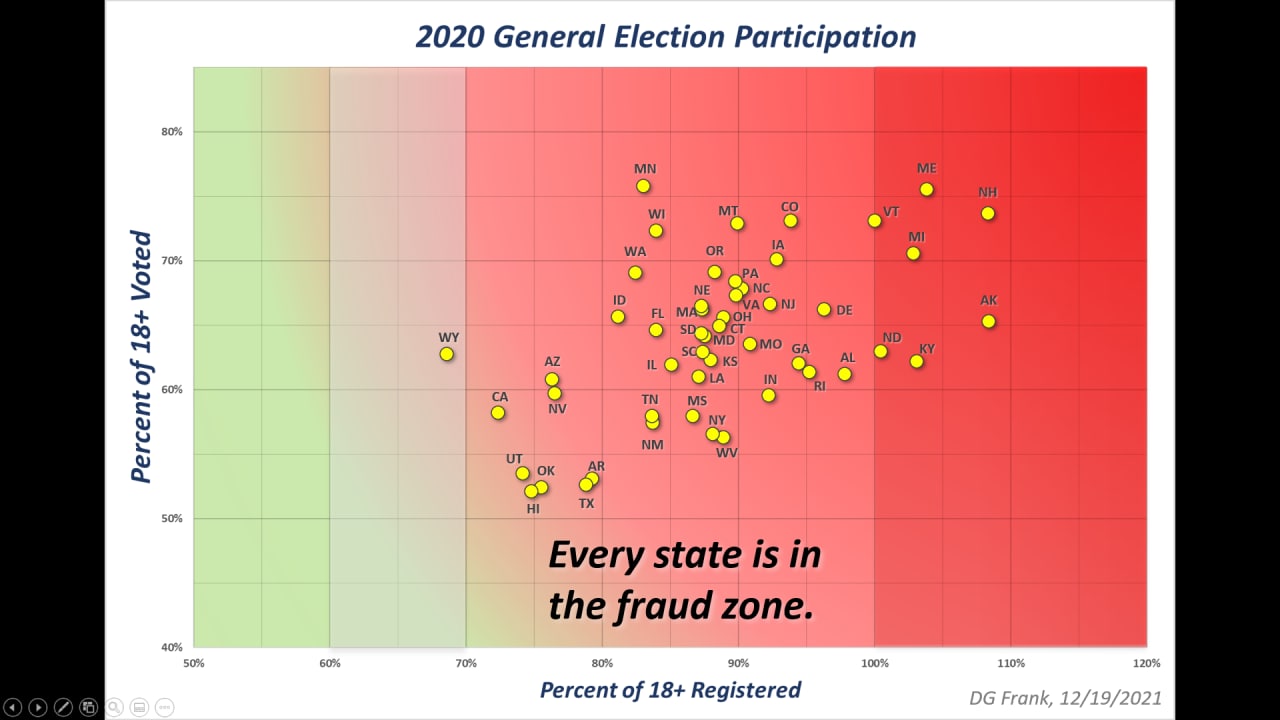 2020 General Election Participation
Percent of 18+ Voted
80%
70%
60%
50%
40%
MN
ME
NH
WI
MT
CO
VT
WA
OR
IA
MI
PA
NC
NE
VA
NJ
DE
AK
ID
FL
MA
OH
CT
SD
MD
MO
WY
SC
KS
GA
ND
KY
AZ
IL
LA
IN
RI
AL
CA
NV
TN
MS
NM
NY
WV
UT
OK
AR
HI
TX
Every state is in
the fraud zone.
50%
60%
70%
80%
90%
100%
110%
120%
Percent of 18+ Registered
DG Frank, 12/19/2021